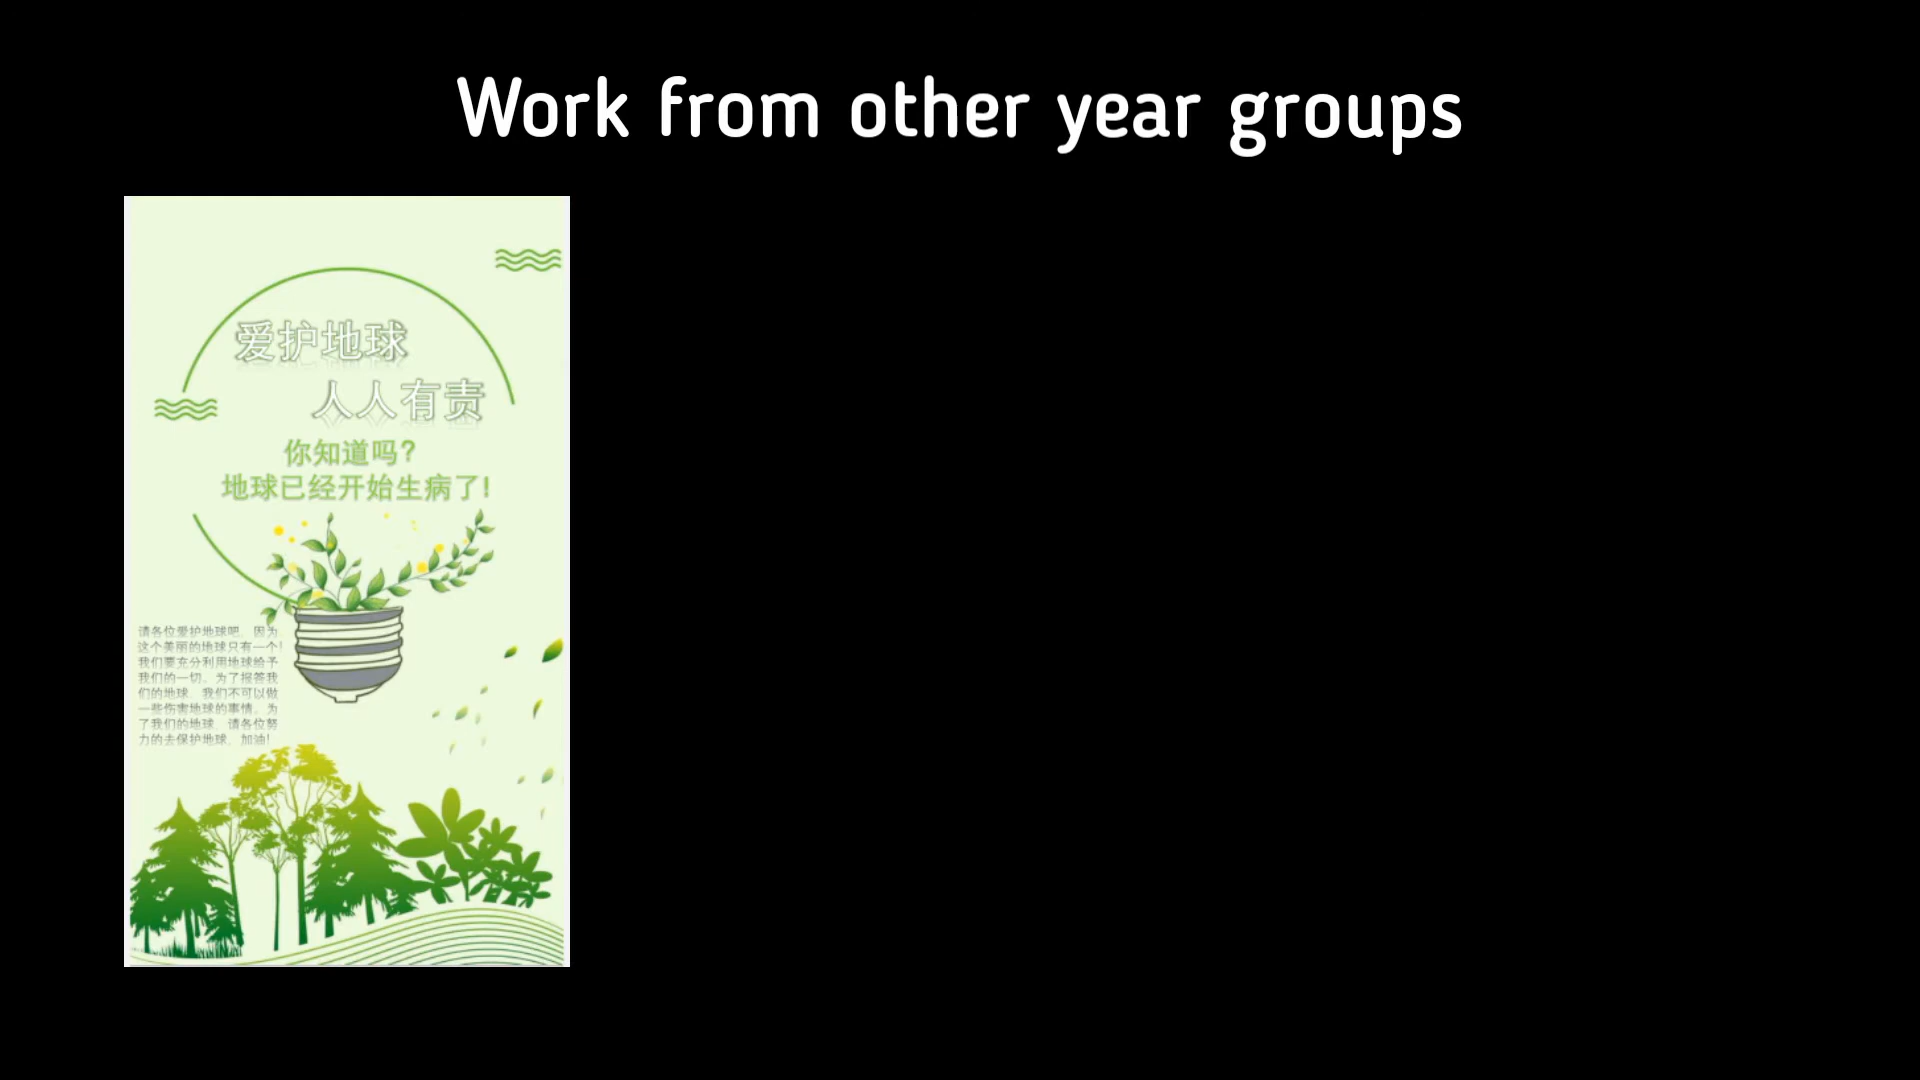 Work from other year groups
爱护地球
人人有责
你知道吗?
地球已经开始生病了!
请各位爱护地球吧，因为
这个美丽的地球只有一个!
我们要充分利用地球给予
我们的一切。为了报答我
们的地球，我们不可以做
一些伤害地球的事情。为
了我们的地球，请各位努
力的去保护地球，加油!